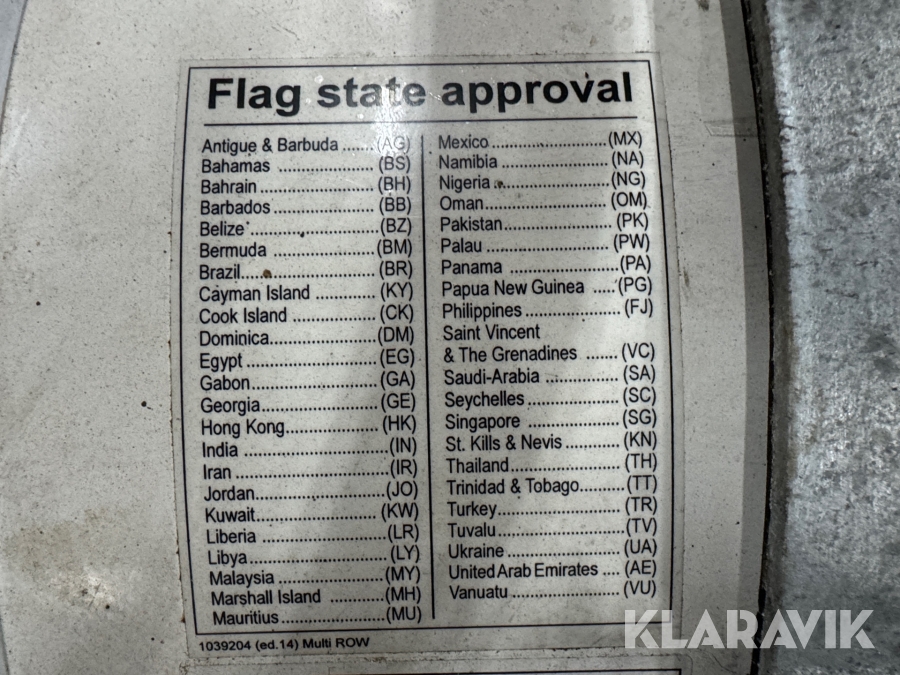 Flag state approval
Antigue & Barbuda ......(AG)
Bahamas ....................(BS)
Bahrain .......................(BH)
Barbados.....................(BB)
Belize..........................(BZ)
Bermuda ....................(BM)
Brazil...........................(BR)
Cayman Island ............(KY)
Cook Island .................(CK)
Dominica.....................(DM)
Egypt ..........................(EG)
Gabon.........................(GA)
Georgia.......................(GE)
Hong Kong..................(HK)
India ...........................(IN)
Iran .............................(IR)
Jordan.........................(JO)
Kuwait.........................(KW)
Liberia ........................(LR)
Libya...........................(LY)
Malaysia .....................(MY)
Marshall Island ............(MH)
Mauritius.....................(MU)
Mexico........................(MX)
Namibia ......................(NA)
Nigeria ........................(NG)
Oman..........................(OM)
Pakistan......................(PK)
Palau ..........................(PW)
Panama ......................(PA)
Papua New Guinea .....(PG)
Philippines ..................(FJ)
Saint Vincent
& The Grenadines .......(VC)
Saudi-Arabia ...............(SA)
Seychelles...................(SC)
Singapore ...................(SG)
St. Kills & Nevis...........(KN)
Thailand......................(TH)
Trinidad & Tobago........(TT)
Turkey.........................(TR)
Tuvalu.........................(TV)
Ukraine .......................(UA)
United Arab Emirates ....(AE)
Vanuatu ......................(VU)
1039204 (ed.14) Multi ROW
KLARAVIK